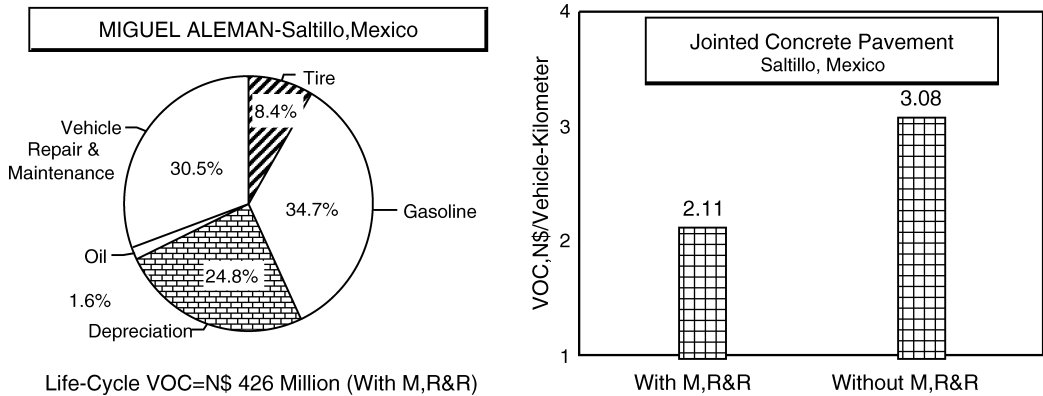 MIGUEL ALEMAN-Saltillo,Mexico
Tire
8.4%
Vehicle
Repair &
Maintenance
30.5%
34.7%
Gasoline
Oil
24.8%
1.6%
Depreciation
Life-Cycle VOC=N$ 426 Million (With M,R&R)
VOC,N$/Vehicle-Kilometer
4
3
2
1
Jointed Concrete Pavement
Saltillo, Mexico
2.11
3.08
With M,R&R
Without M,R&R